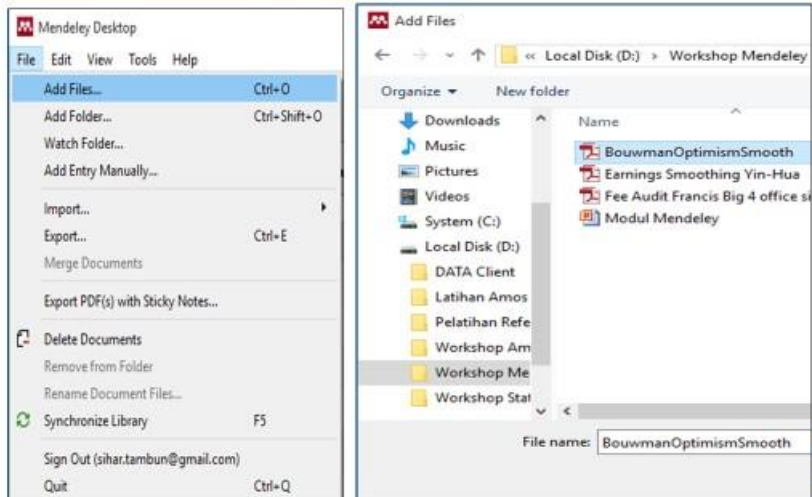 Mendeley Desktop
File Edit View Tools Help
Add Files... Ctrl+O
Add Folder... Ctrl+Shift+O
Watch Folder...
Add Entry Manually...
Import...
Export... Ctrl+E
Merge Documents
Export PDF(s) with Sticky Notes...
Delete Documents
Remove from Folder
Rename Document Files...
Synchronize Library F5
Sign Out (sihar.tambun@gmail.com)
Quit Ctrl+Q
Add Files
« Local Disk (D:) › Workshop Mendeley
Organize New folder
Downloads
Music
Pictures
Videos
System (C:)
Local Disk (D:)
DATA Client
Latihan Amos
Pelatihan Refe
Workshop Am
Workshop Me
Workshop Stat
Name
BouwmanOptimismSmooth
Earnings Smoothing Yin-Hua
Fee Audit Francis Big 4 office si
Modul Mendeley
File name: BouwmanOptimismSmooth